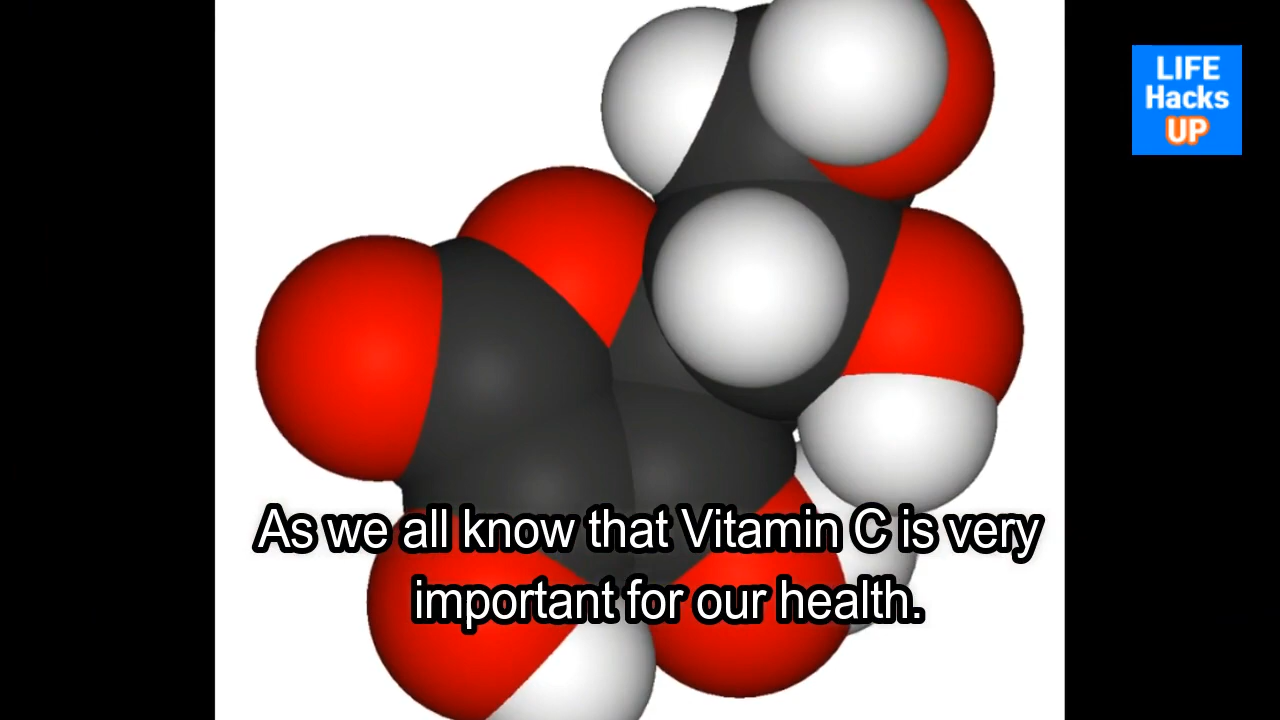 LIFE
Hacks
UP
As we all know that Vitamin C is very
important for our health.